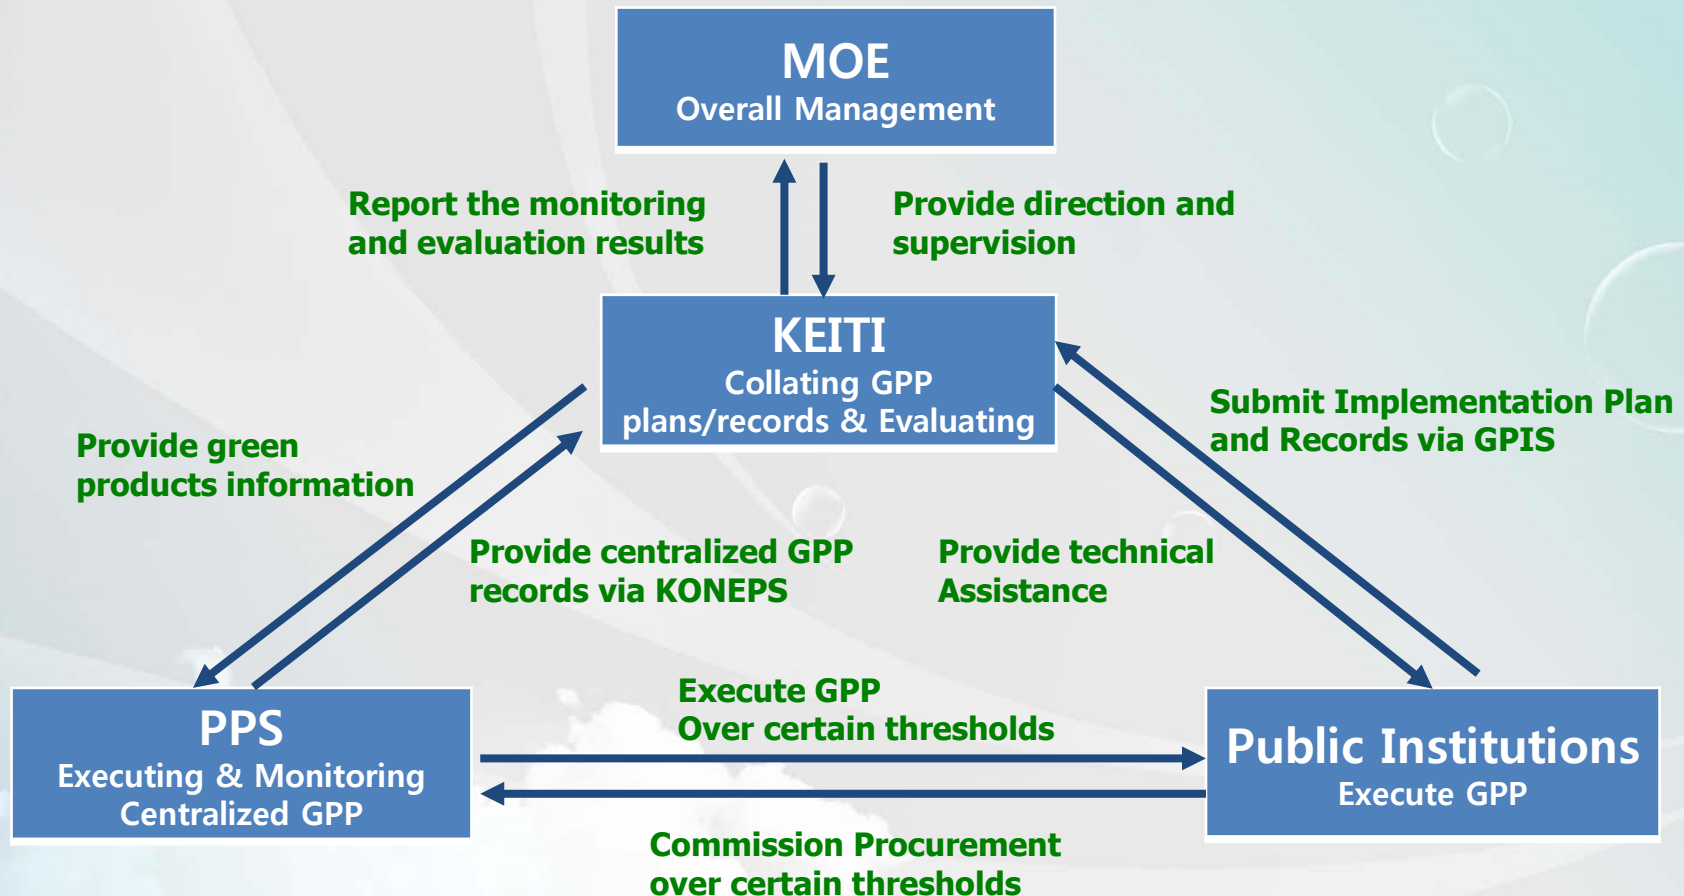 MOE
Overall Management
Report the monitoring
and evaluation results
Provide direction and
supervision
KEITI
Collating GPP
plans/records & Evaluating
Submit Implementation Plan
and Records via GPIS
Provide green
products information
Provide centralized GPP
records via KONEPS
Provide technical
Assistance
Execute GPP
Over certain thresholds
PPS
Executing & Monitoring
Centralized GPP
Public Institutions
Execute GPP
Commission Procurement
over certain thresholds